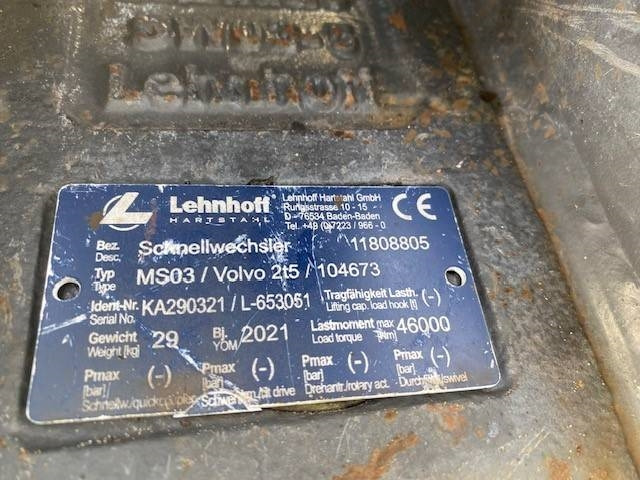 Lehnhoff
Lehnhoff
HARTSTAHL
Lehnhoff Hartstahl GmbH
Rungsstrasse 10 - 15
D - 76534 Baden-Baden
Tel. +49 (0)7223 / 966 - 0
CE
Bez. Schnellwechsler 11808805
Desc.
Typ MS03 / Volvo 2t5 / 104673
Type
Ident-Nr. KA290321 / L-653051 Tragfähigkeit Lasth. (-)
Serial No. Lifting cap. load hook [t]
Gewicht 29 Bj. 2021 Lastmoment max 46000
Weight [kg] YOM Load torque [Nm]
Pmax (-) Pmax (-) Pmax (-) Pmax (-)
[bar] [bar] [bar] [bar]
drive Drehantr./rotary act.